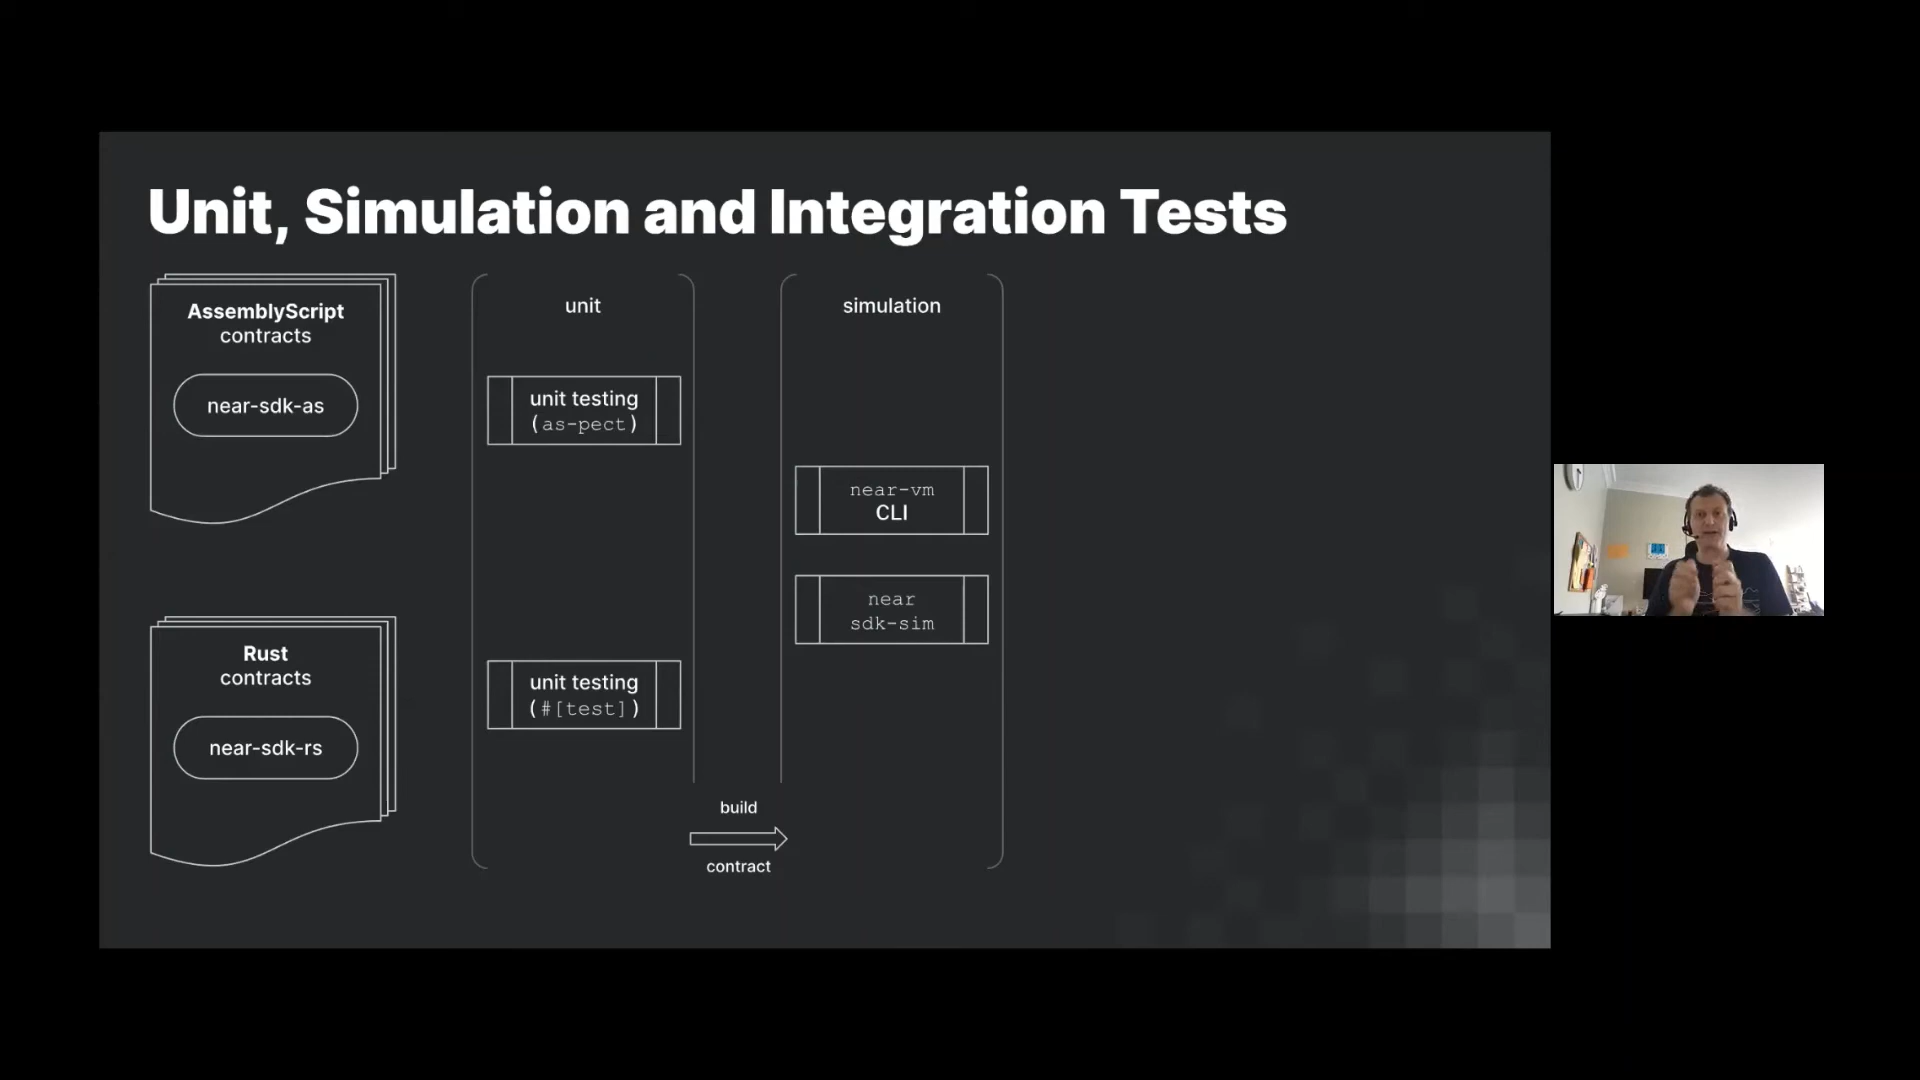 Unit, Simulation and Integration Tests
AssemblyScript
contracts
near-sdk-as
Rust
contracts
near-sdk-rs
unit
unit testing
(as-pect)
unit testing
(#[test])
build
contract
simulation
near-vm
CLI
near
sdk-sim